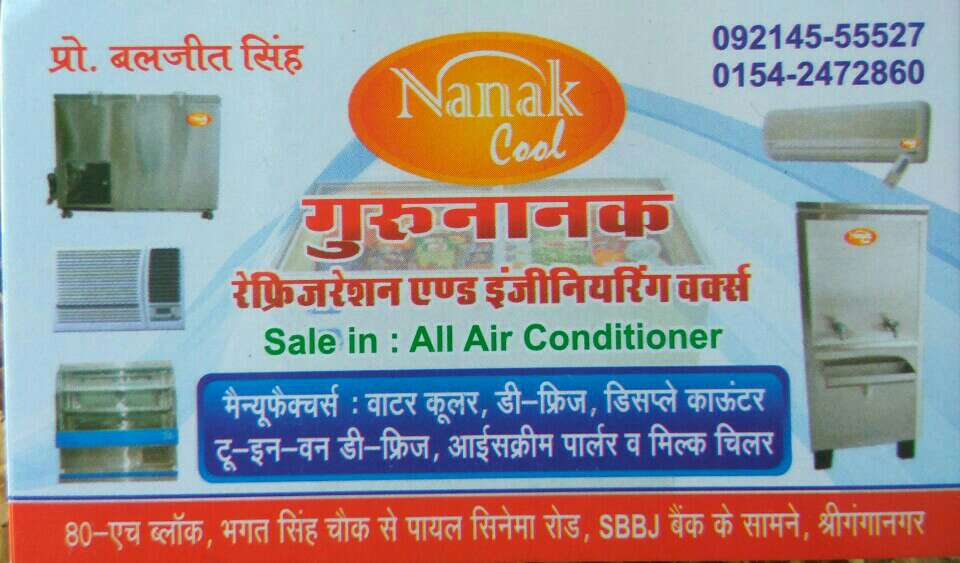 प्रो. बलजीत सिंह
Nanak
Cool
092145-55527
0154-2472860
गुरुनानक
रेफ्रिजरेशन एण्ड इंजीनियरिंग वर्क्स
Sale in : All Air Conditioner
मैन्यूफैक्चर्स : वाटर कूलर, डी-फ्रिज, डिसप्ले काऊंटर
टू-इन-वन डी-फ्रिज, आईसक्रीम पार्लर व मिल्क चिलर
80-एच ब्लॉक, भगत सिंह चौक से पायल सिनेमा रोड, SBBJ बैंक के सामने, श्रीगंगानगर